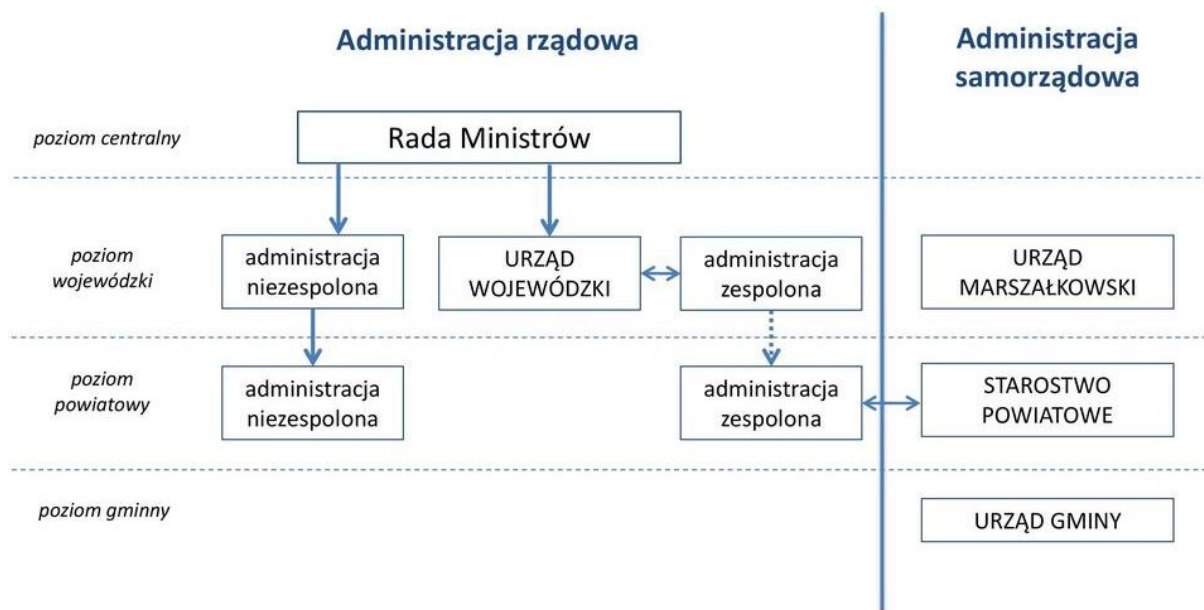 Administracja rządowa
Administracja
samorządowa
poziom centralny
Rada Ministrów
poziom
wojewódzki
administracja
niezespolona
URZĄD
WOJEWÓDZKI
administracja
zespolona
URZĄD
MARSZAŁKOWSKI
poziom
powiatowy
administracja
niezespolona
administracja
zespolona
STAROSTWO
POWIATOWE
poziom gminny
URZĄD GMINY